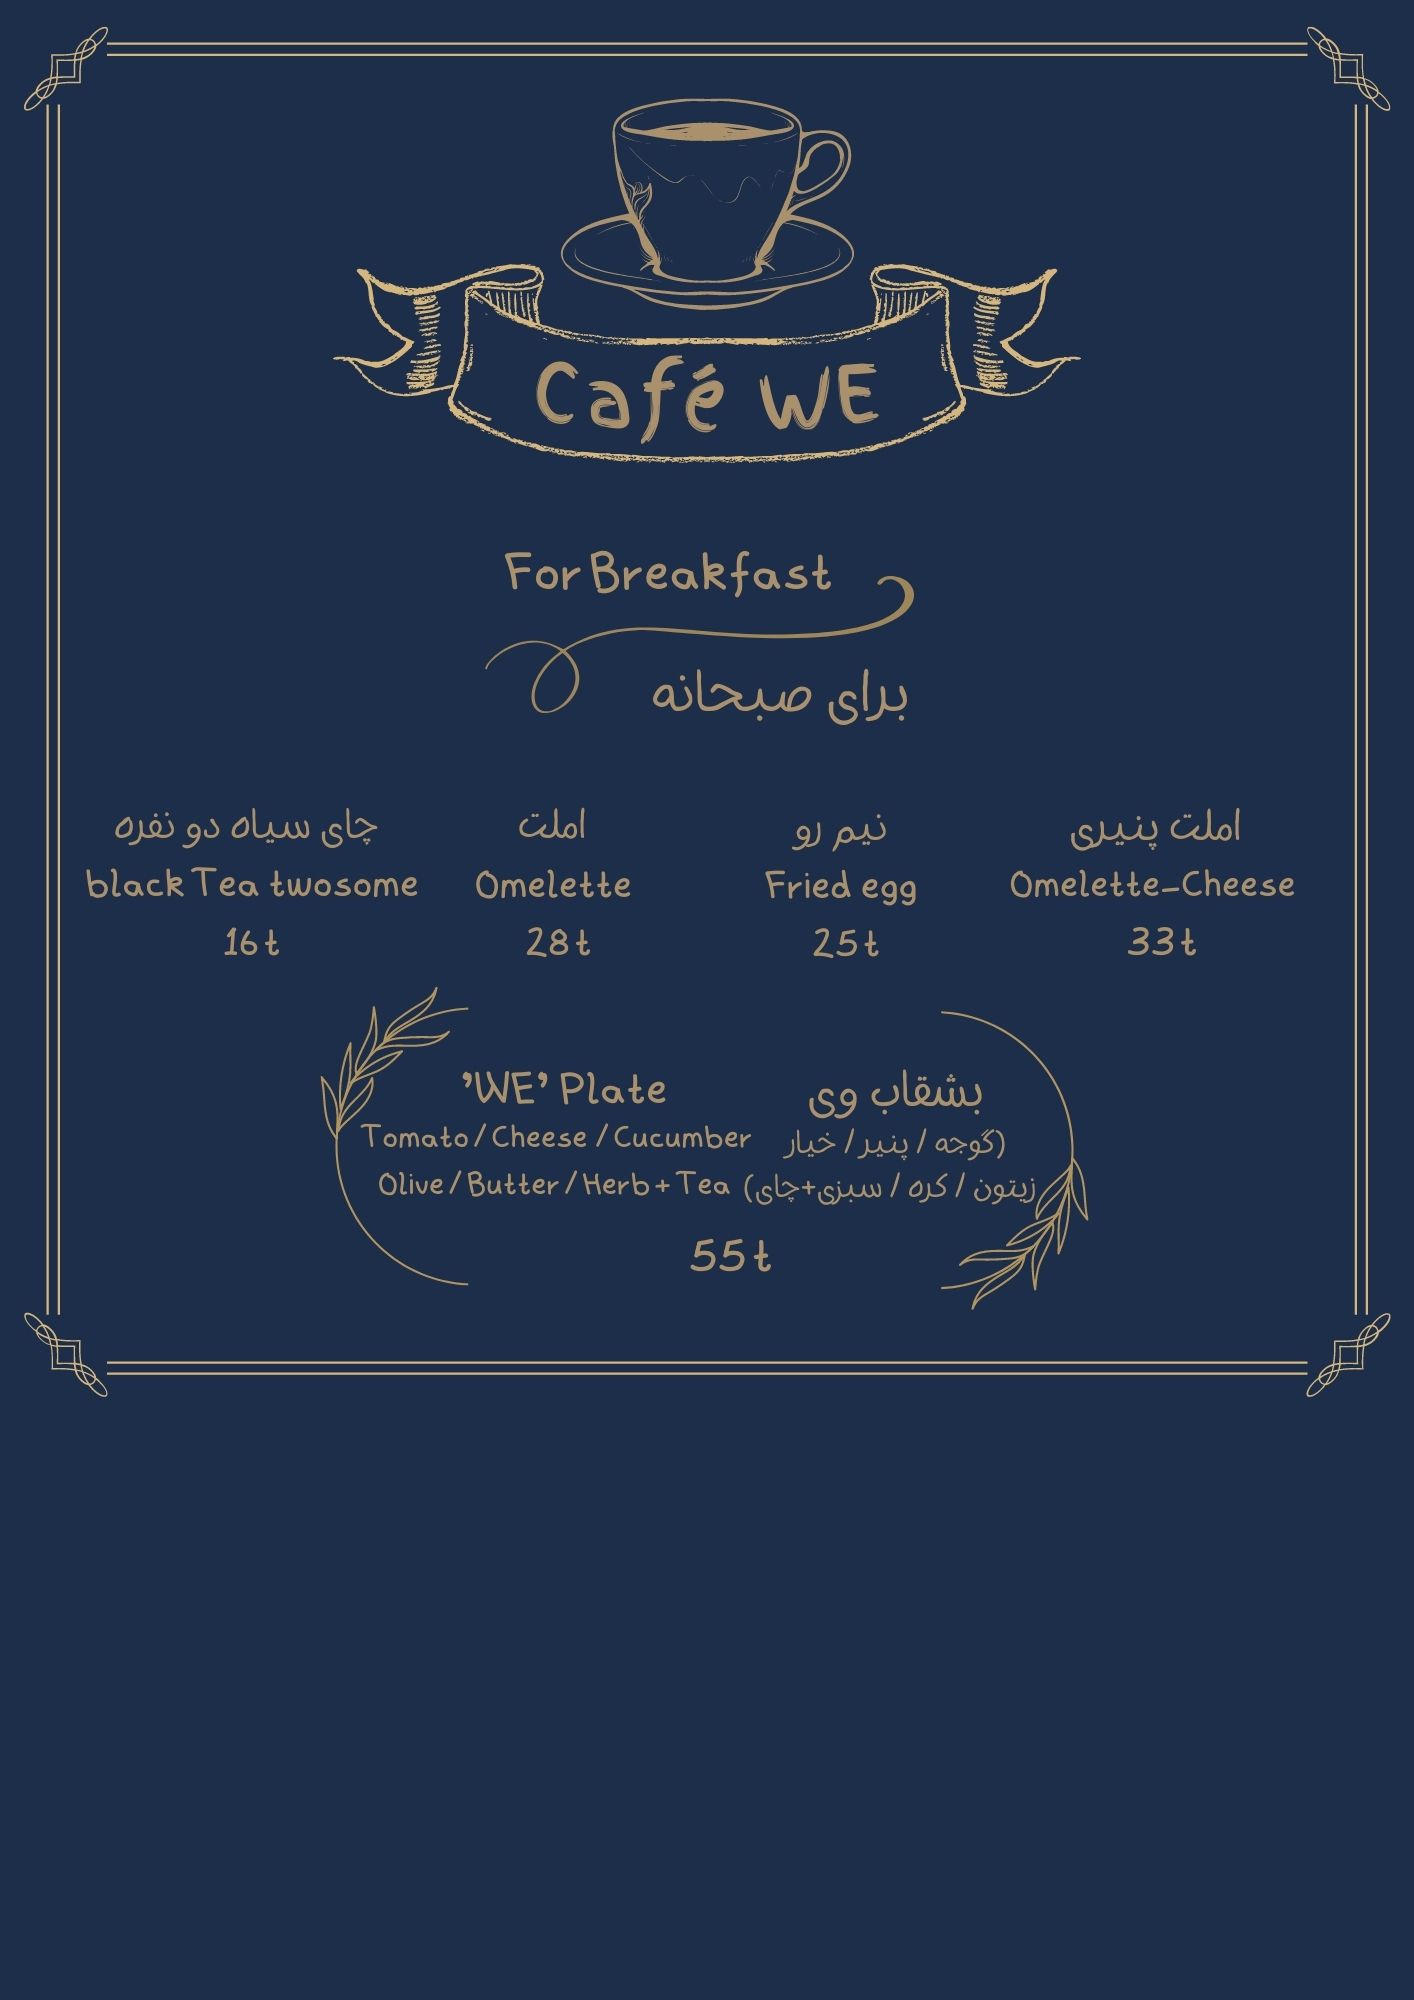 Café WE
For Breakfast
برای صبحانه
چای سیاه دو نفره
black Tea twosome
16t
املت
Omelette
28t
نیم رو
Fried egg
25t
املت پنیری
Omelette-Cheese
33t
'WE' Plate
Tomato / Cheese / Cucumber
Olive / Butter / Herb + Tea
بشقاب وی
(گوجه / پنیر / خیار
زیتون / کره / سبزی+چای)
55t